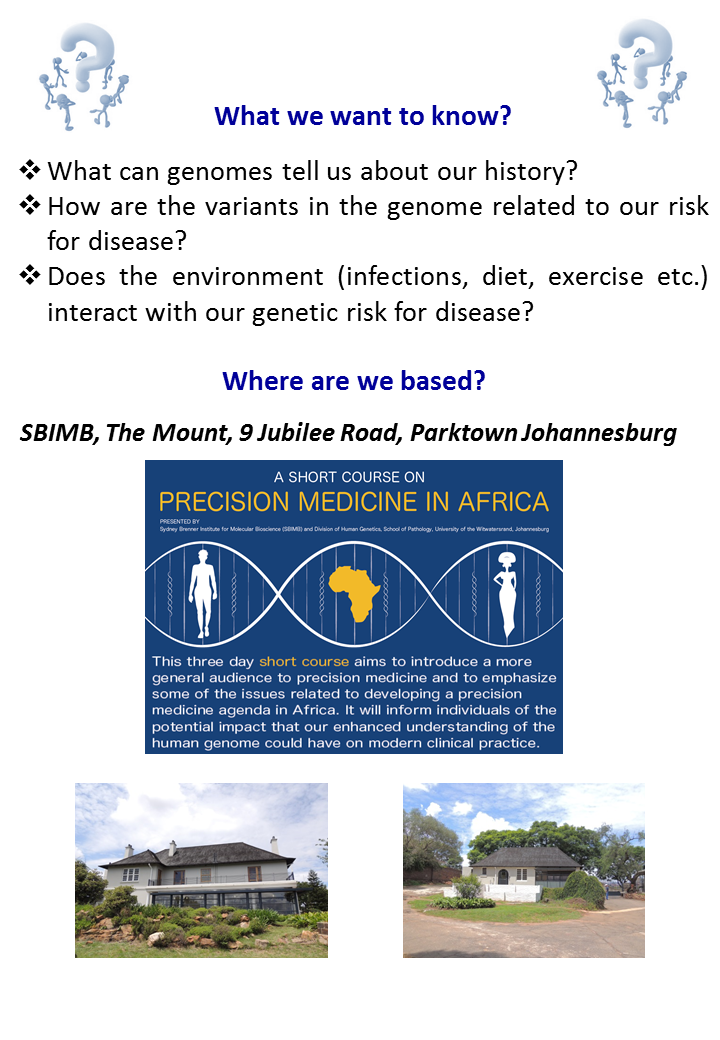 What we want to know?
❖ What can genomes tell us about our history?
❖ How are the variants in the genome related to our risk
for disease?
❖ Does the environment (infections, diet, exercise etc.)
interact with our genetic risk for disease?
Where are we based?
SBIMB, The Mount, 9 Jubilee Road, Parktown Johannesburg
A SHORT COURSE ON
PRECISION MEDICINE IN AFRICA
PRESENTED BY
Sydney Brenner Institute for Molecular Bioscience (SBIMB) and Division of Human Genetics, School of Pathology, University of the Witwatersrand, Johannesburg
This three day short course aims to introduce a more
general audience to precision medicine and to emphasize
some of the issues related to developing a precision
medicine agenda in Africa. It will inform individuals of the
potential impact that our enhanced understanding of the
human genome could have on modern clinical practice.